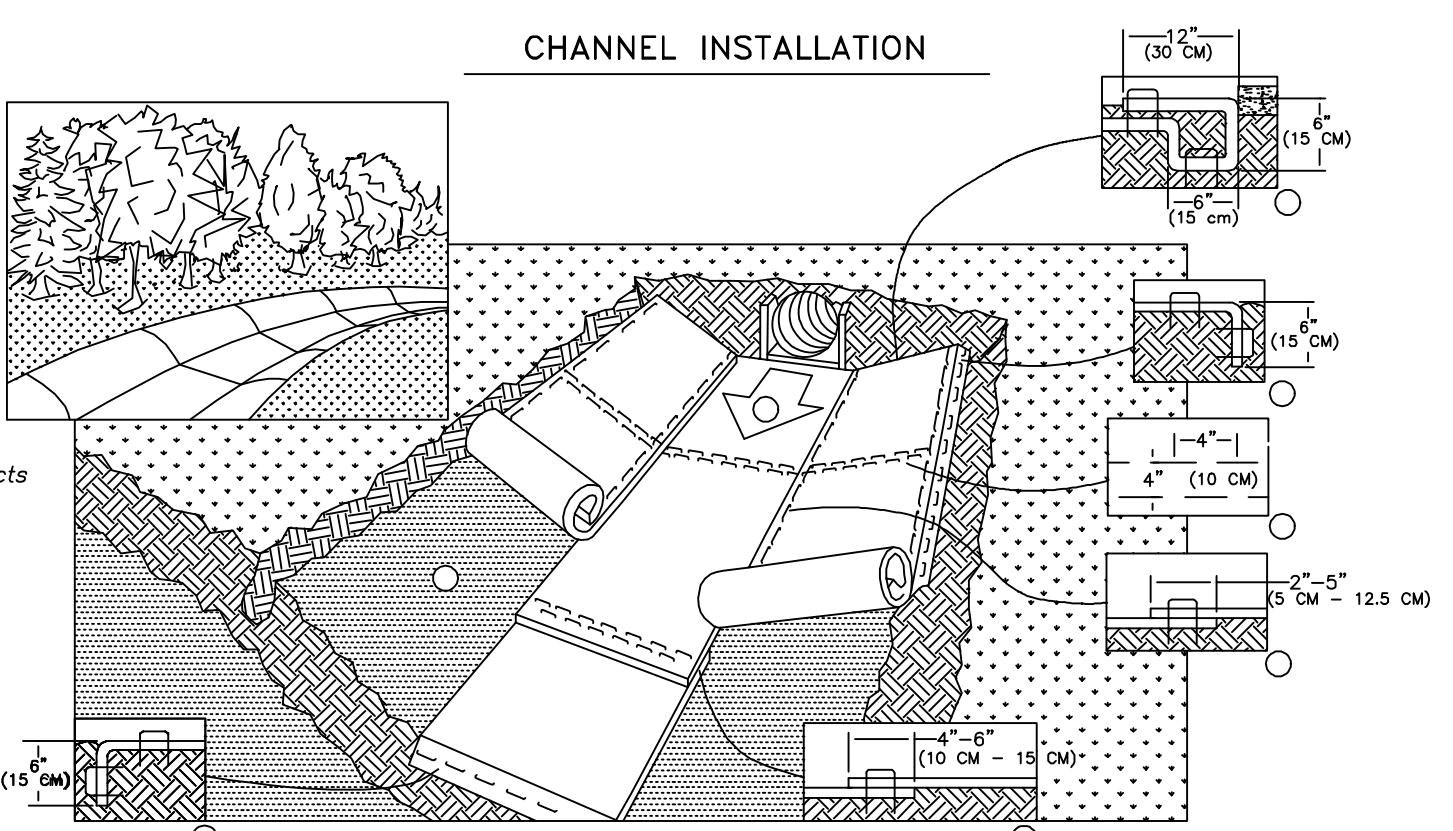 CHANNEL INSTALLATION
12"
(30 CM)
6"
(15 CM)
6"
(15 cm)
6"
(15 CM)
cts
4"
4"
(10 CM)
2"-5"
(5 CM - 12.5 CM)
4"-6"
(10 CM - 15 CM)
6"
(15 CM)